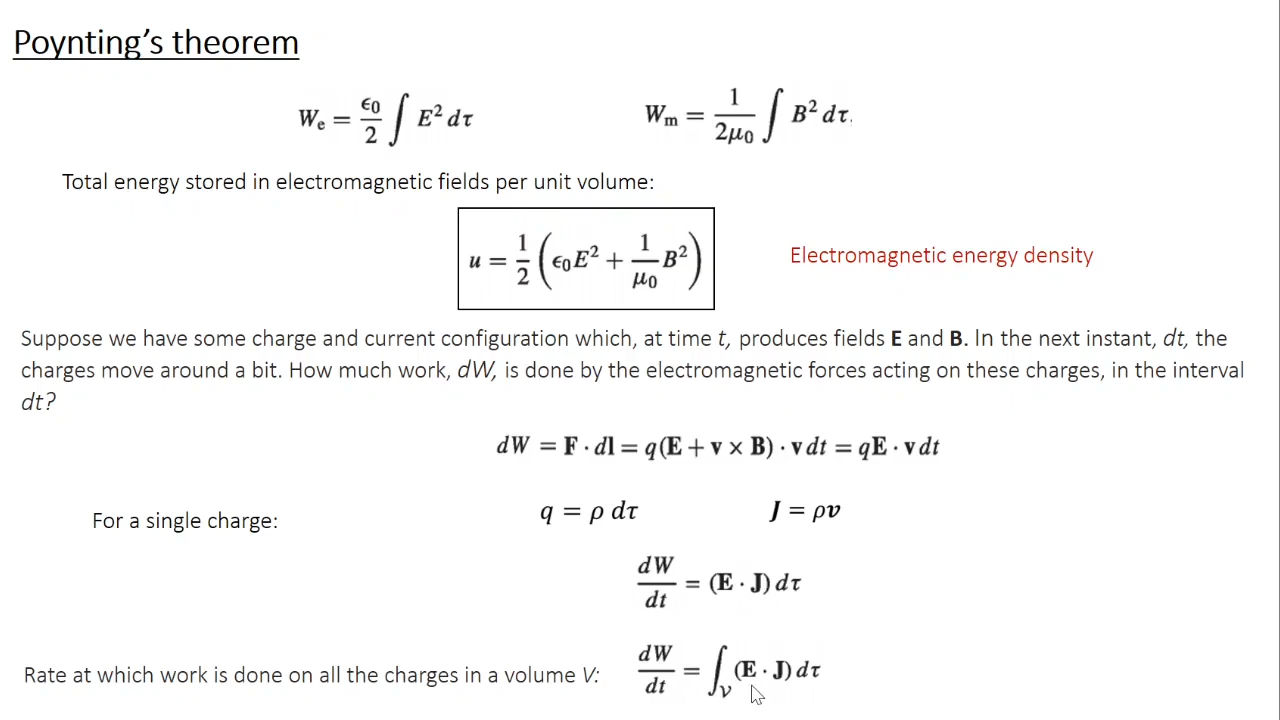 Poynting's theorem
Wₑ = ϵ₀/2 ∫ E² dτ    Wₘ = 1/(2μ₀) ∫ B² dτ.
Total energy stored in electromagnetic fields per unit volume:
u = 1/2 (ϵ₀E² + 1/μ₀ B²)    Electromagnetic energy density
Suppose we have some charge and current configuration which, at time t, produces fields E and B. In the next instant, dt, the
charges move around a bit. How much work, dW, is done by the electromagnetic forces acting on these charges, in the interval
dt?
dW = F · dl = q(E + v × B) · v dt = qE · v dt
For a single charge:    q = ρ dτ    J = ρv
dW/dt = (E · J) dτ
Rate at which work is done on all the charges in a volume V:    dW/dt = ∫_V (E · J) dτ